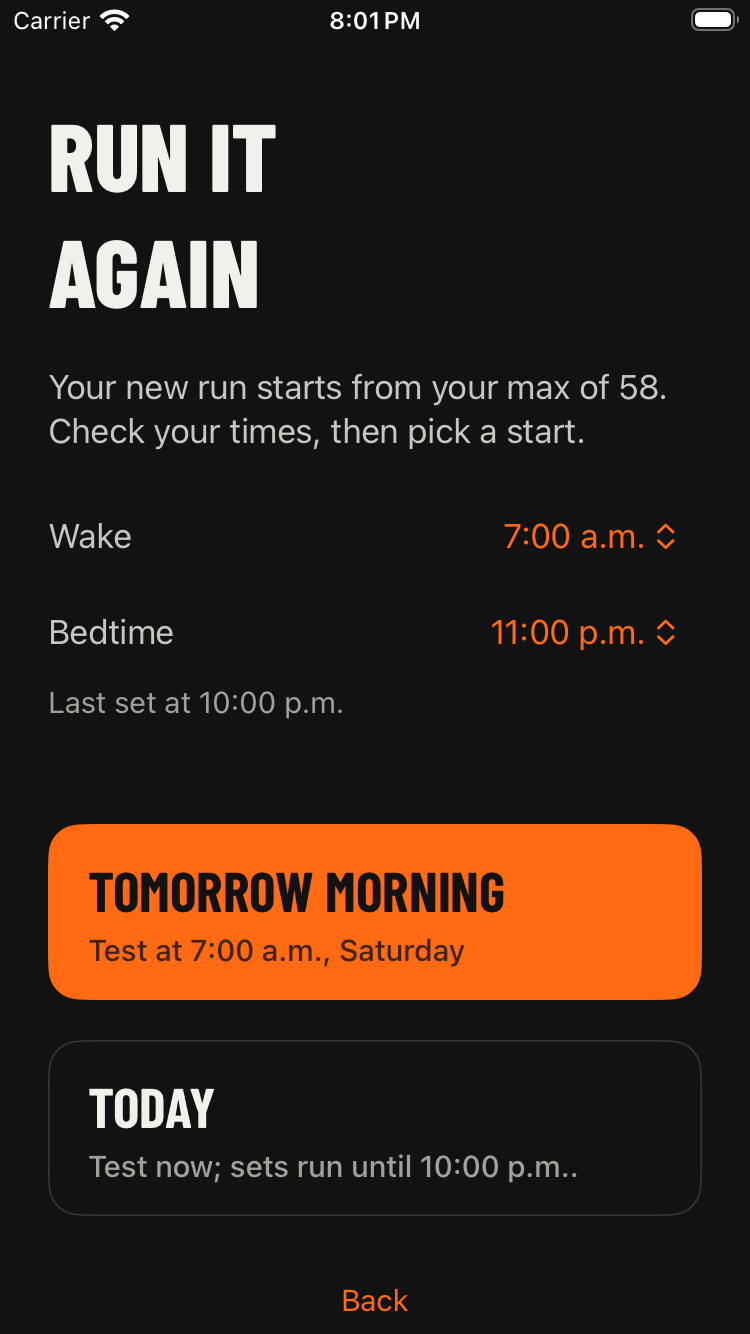 Carrier 8:01 PM
RUN IT
AGAIN
Your new run starts from your max of 58.
Check your times, then pick a start.
Wake 7:00 a.m.
Bedtime 11:00 p.m.
Last set at 10:00 p.m.
TOMORROW MORNING
Test at 7:00 a.m., Saturday
TODAY
Test now; sets run until 10:00 p.m..
Back